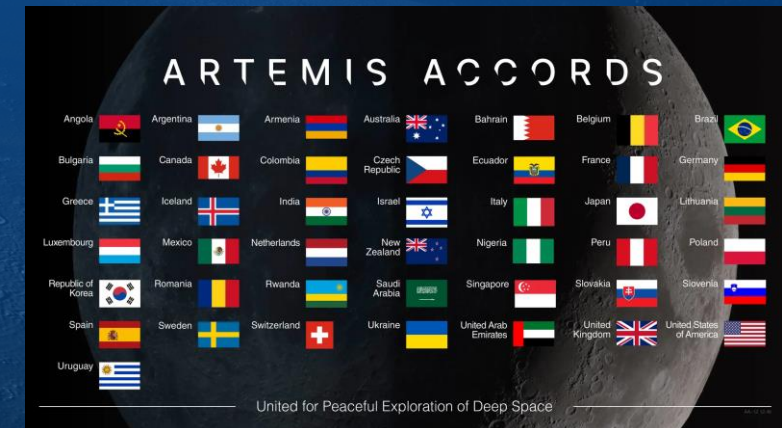 ARTEMIS ACCORDS
Angola Argentina Armenia Australia Bahrain Belgium Brazil
Bulgaria Canada Colombia Czech Republic Ecuador France Germany
Greece Iceland India Israel Italy Japan Lithuania
Luxembourg Mexico Netherlands New Zealand Nigeria Peru Poland
Republic of Korea Romania Rwanda Saudi Arabia Singapore Slovakia Slovenia
Spain Sweden Switzerland Ukraine United Arab Emirates United Kingdom United States of America
Uruguay
United for Peaceful Exploration of Deep Space